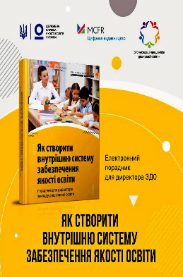 MCFR
Як створити
внутрішню систему
забезпечення
якості освіти
Електронний
порадник
для директора ЗДО
ЯК СТВОРИТИ
ВНУТРІШНЮ СИСТЕМУ
ЗАБЕЗПЕЧЕННЯ ЯКОСТІ ОСВІТИ